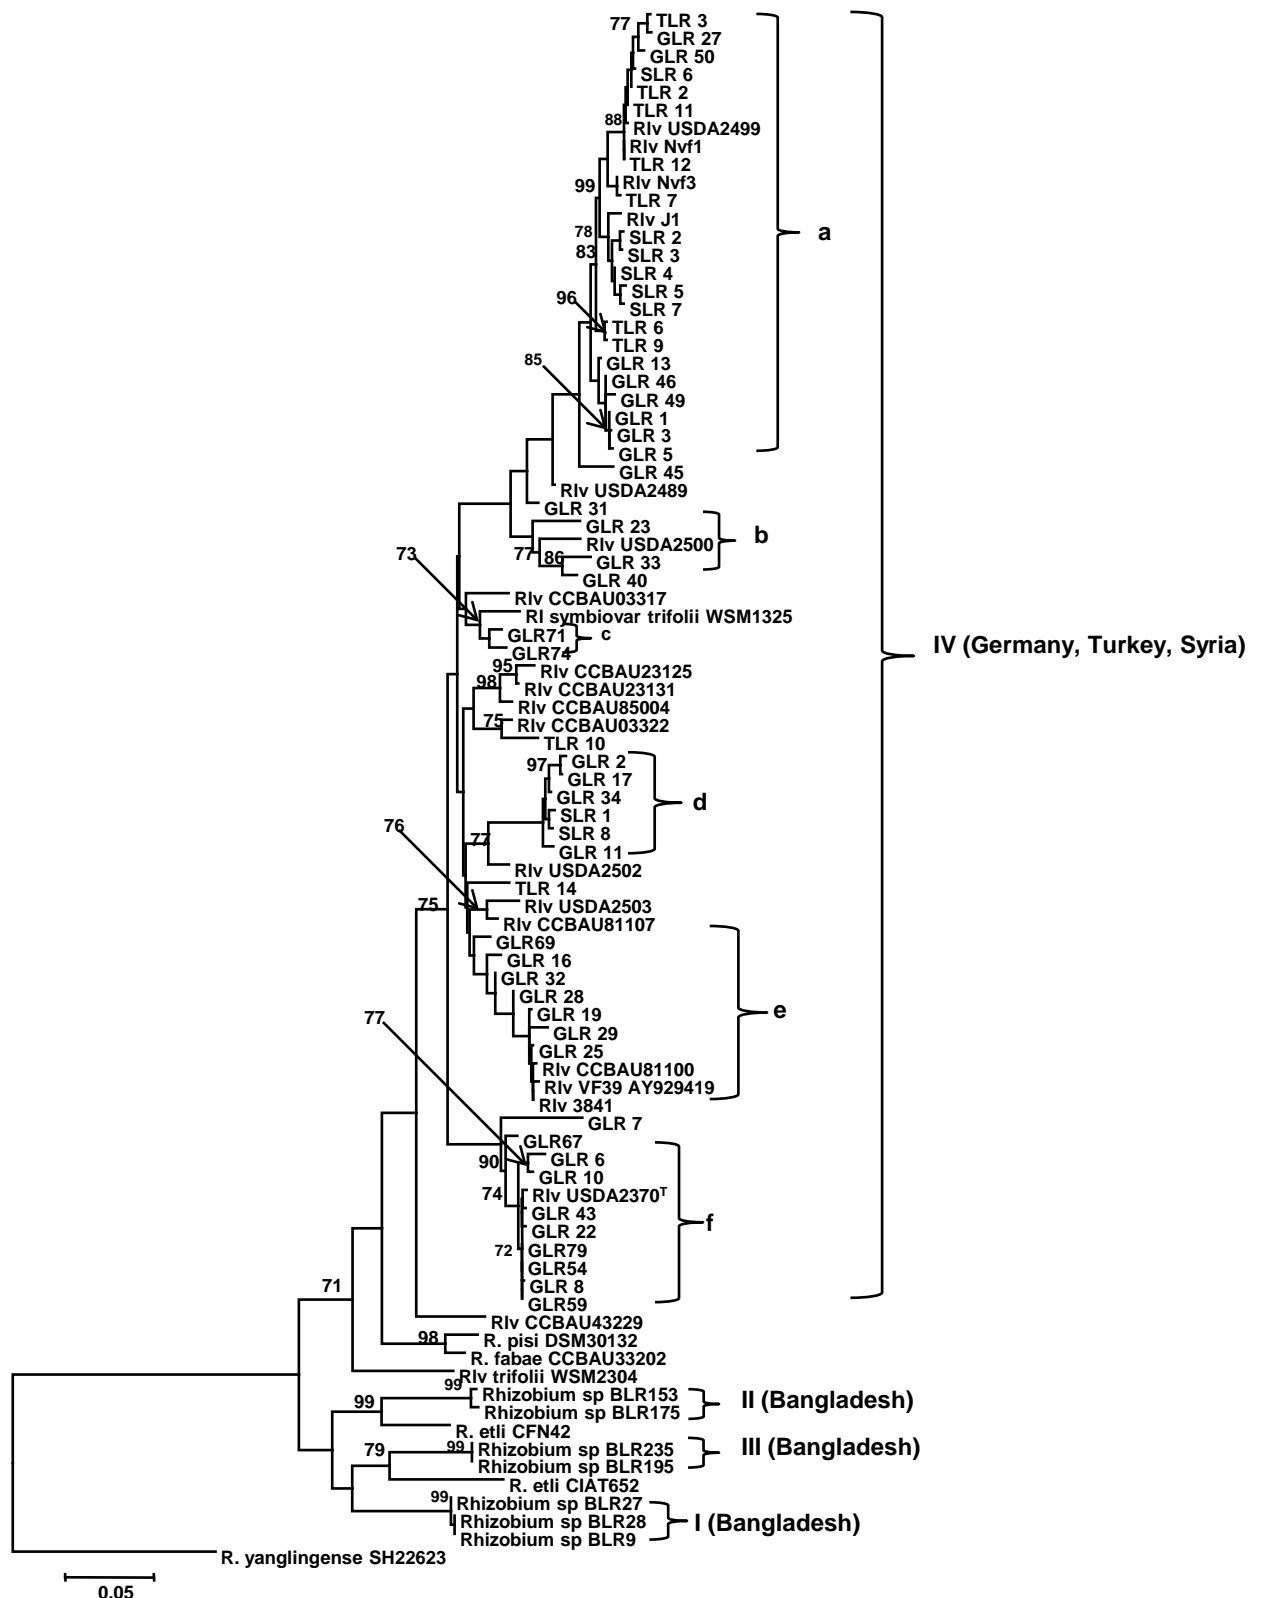 77
TLR 3
GLR 27
GLR 50
SLR 6
TLR 2
TLR 11
88
Rlv USDA2499
Rlv Nvf1
TLR 12
99
Rlv Nvf3
TLR 7
Rlv J1
78
SLR 2
a
83
SLR 3
SLR 4
96
SLR 5
SLR 7
TLR 6
TLR 9
85
GLR 13
GLR 46
GLR 49
GLR 1
GLR 3
GLR 5
GLR 45
Rlv USDA2489
GLR 31
GLR 23
b
Rlv USDA2500
77
86
73
GLR 33
GLR 40
Rlv CCBAU03317
Rl symbiovar trifolii WSM1325
GLR71
c
IV (Germany, Turkey, Syria)
GLR74
95
Rlv CCBAU23125
98
Rlv CCBAU23131
Rlv CCBAU85004
75
Rlv CCBAU03322
TLR 10
97
GLR 2
GLR 17
GLR 34
d
SLR 1
76
SLR 8
77
GLR 11
Rlv USDA2502
TLR 14
75
Rlv USDA2503
Rlv CCBAU81107
GLR69
GLR 16
GLR 32
GLR 28
e
77
GLR 19
GLR 29
GLR 25
Rlv CCBAU81100
Rlv VF39 AY929419
Rlv 3841
GLR 7
GLR67
90
GLR 6
GLR 10
74
Rlv USDA2370T
GLR 43
f
GLR 22
72
GLR79
GLR54
GLR 8
71
GLR59
Rlv CCBAU43229
98
R. pisi DSM30132
R. fabae CCBAU33202
Rlv trifolii WSM2304
99
Rhizobium sp BLR153
II (Bangladesh)
99
Rhizobium sp BLR175
R. etli CFN42
79
99
Rhizobium sp BLR235
III (Bangladesh)
Rhizobium sp BLR195
R. etli CIAT652
99
Rhizobium sp BLR27
Rhizobium sp BLR28
I (Bangladesh)
Rhizobium sp BLR9
R. yanglingense SH22623
0.05